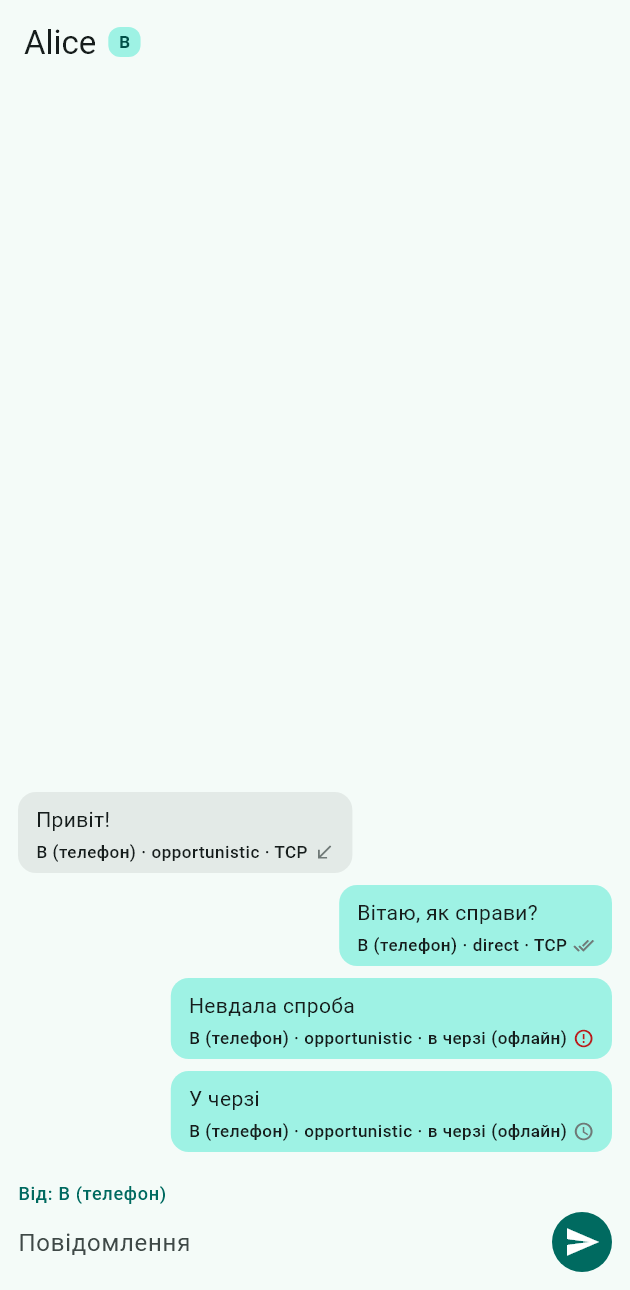 Alice B
Привіт!
B (телефон) · opportunistic · TCP
Вітаю, як справи?
B (телефон) · direct · TCP
Невдала спроба
B (телефон) · opportunistic · в черзі (офлайн)
У черзі
B (телефон) · opportunistic · в черзі (офлайн)
Від: B (телефон)
Повідомлення